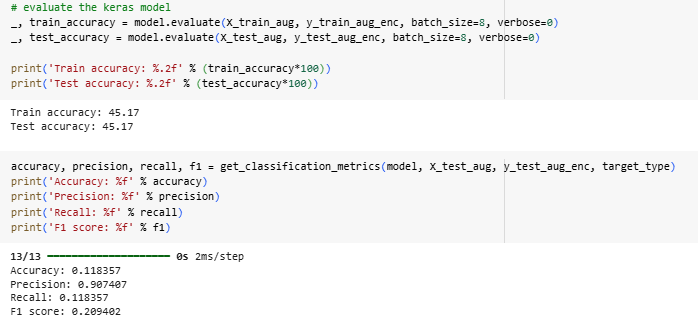 # evaluate the keras model
_, train_accuracy = model.evaluate(X_train_aug, y_train_aug_enc, batch_size=8, verbose=0)
_, test_accuracy = model.evaluate(X_test_aug, y_test_aug_enc, batch_size=8, verbose=0)
print('Train accuracy: %.2f' % (train_accuracy*100))
print('Test accuracy: %.2f' % (test_accuracy*100))
Train accuracy: 45.17
Test accuracy: 45.17
accuracy, precision, recall, f1 = get_classification_metrics(model, X_test_aug, y_test_aug_enc, target_type)
print('Accuracy: %f' % accuracy)
print('Precision: %f' % precision)
print('Recall: %f' % recall)
print('F1 score: %f' % f1)
13/13 ━━━━━━━━━━━━━━━━━━━━ 0s 2ms/step
Accuracy: 0.118357
Precision: 0.907407
Recall: 0.118357
F1 score: 0.209402